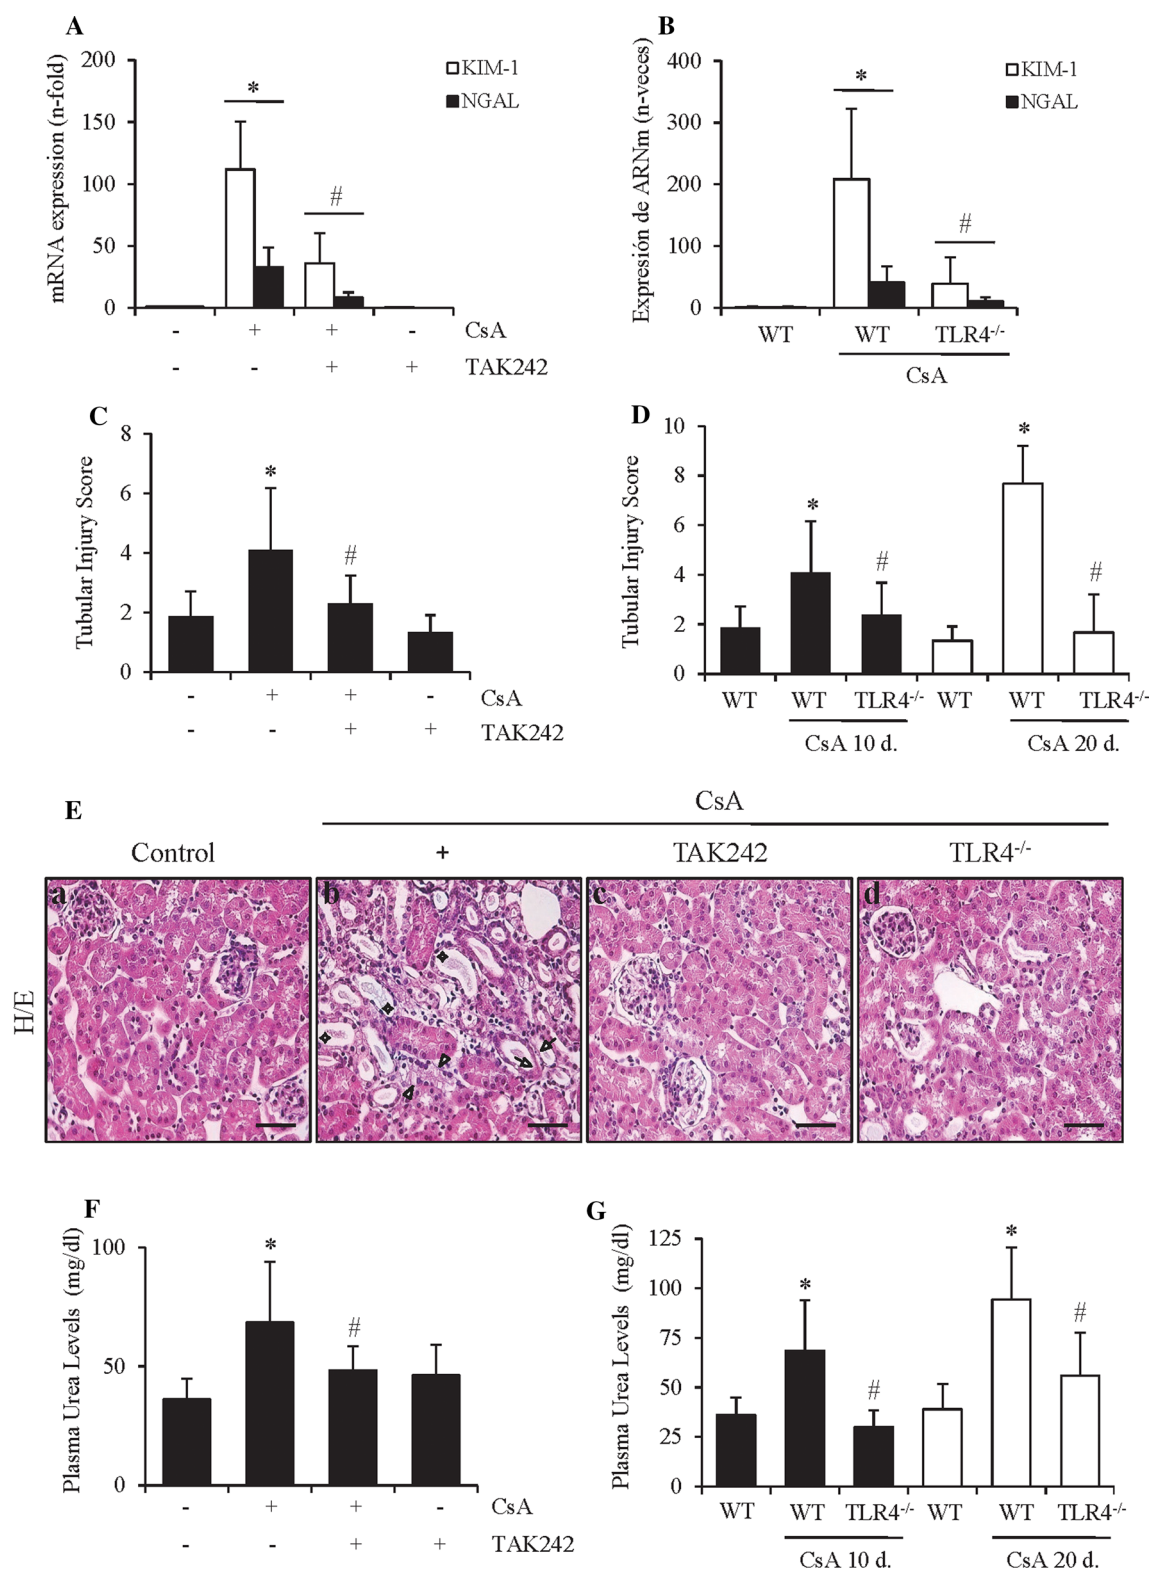 A
mRNA expression (n-fold)
200
150
100
50
0
KIM-1
NGAL
*
#
- + + - CsA
- - + + TAK242
B
Expresión de ARNm (n-veces)
400
300
200
100
0
KIM-1
NGAL
*
#
WT WT TLR4-/-
CsA
C
Tubular Injury Score
8
6
4
2
0
*
#
- + + - CsA
- - + + TAK242
D
Tubular Injury Score
10
8
6
4
2
0
*
#
*
#
WT WT TLR4-/- WT WT TLR4-/-
CsA 10 d. CsA 20 d.
E
CsA
Control + TAK242 TLR4-/-
H/E
a b c d
F
Plasma Urea Levels (mg/dl)
100
50
0
*
#
- + + - CsA
- - + + TAK242
G
Plasma Urea Levels (mg/dl)
125
100
75
50
25
0
*
#
*
#
WT WT TLR4-/- WT WT TLR4-/-
CsA 10 d. CsA 20 d.